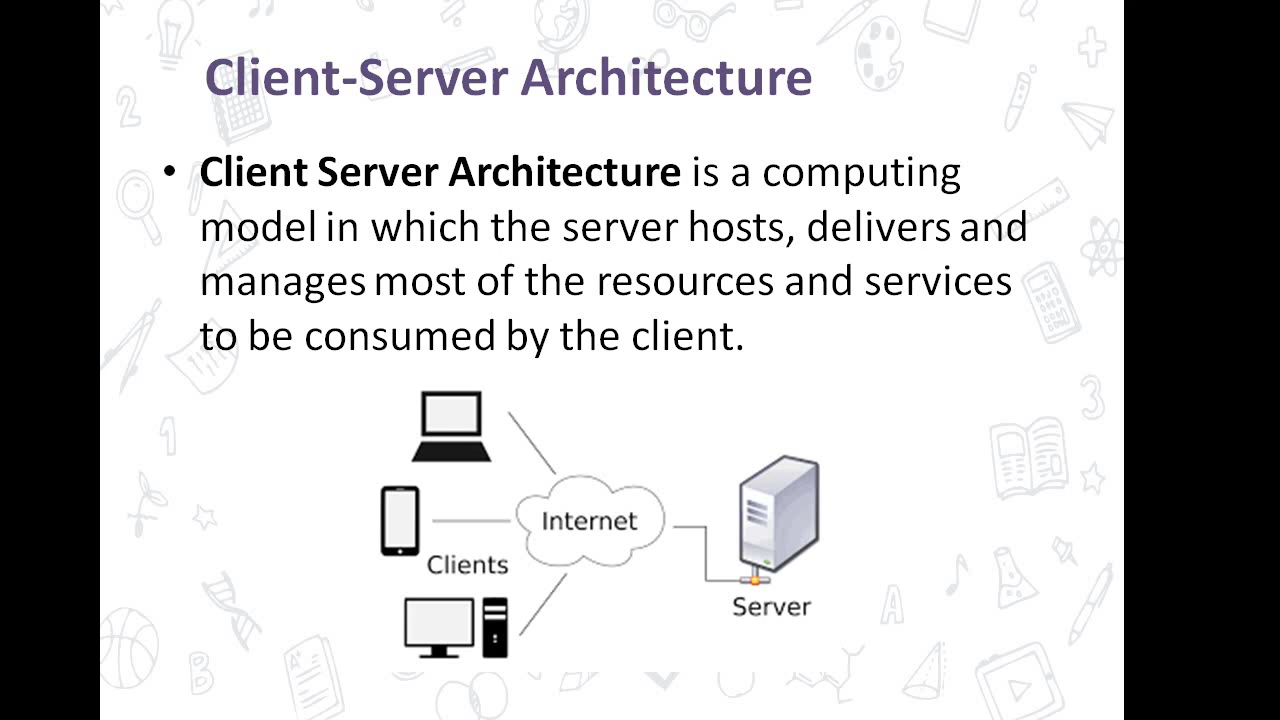 Client-Server Architecture
• Client Server Architecture is a computing
model in which the server hosts, delivers and
manages most of the resources and services
to be consumed by the client.
Internet
Clients
Server